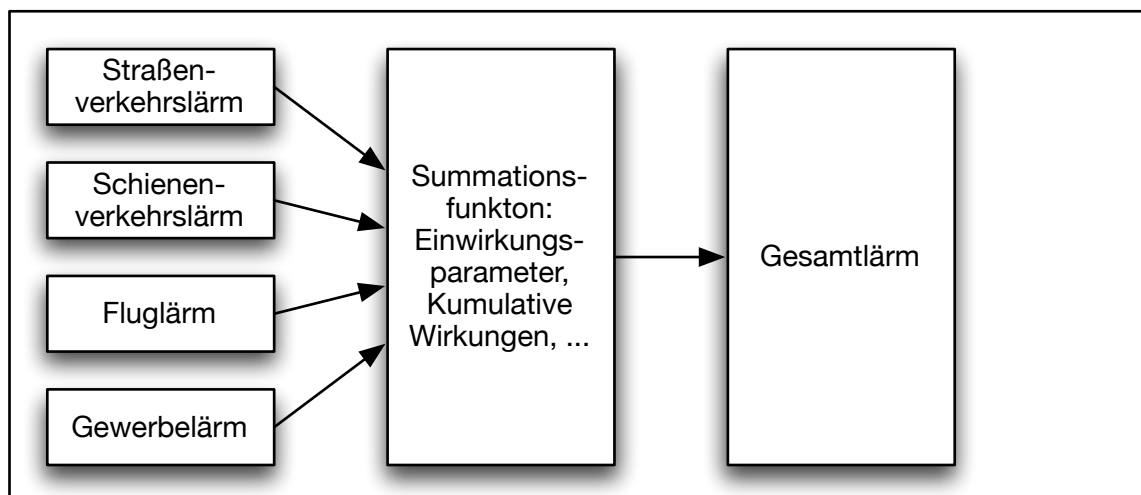 Straßen-
verkehrslärm
Schienen-
verkehrslärm
Fluglärm
Gewerbelärm
Summations-
funkton:
Einwirkungs-
parameter,
Kumulative
Wirkungen, ...
Gesamtlärm